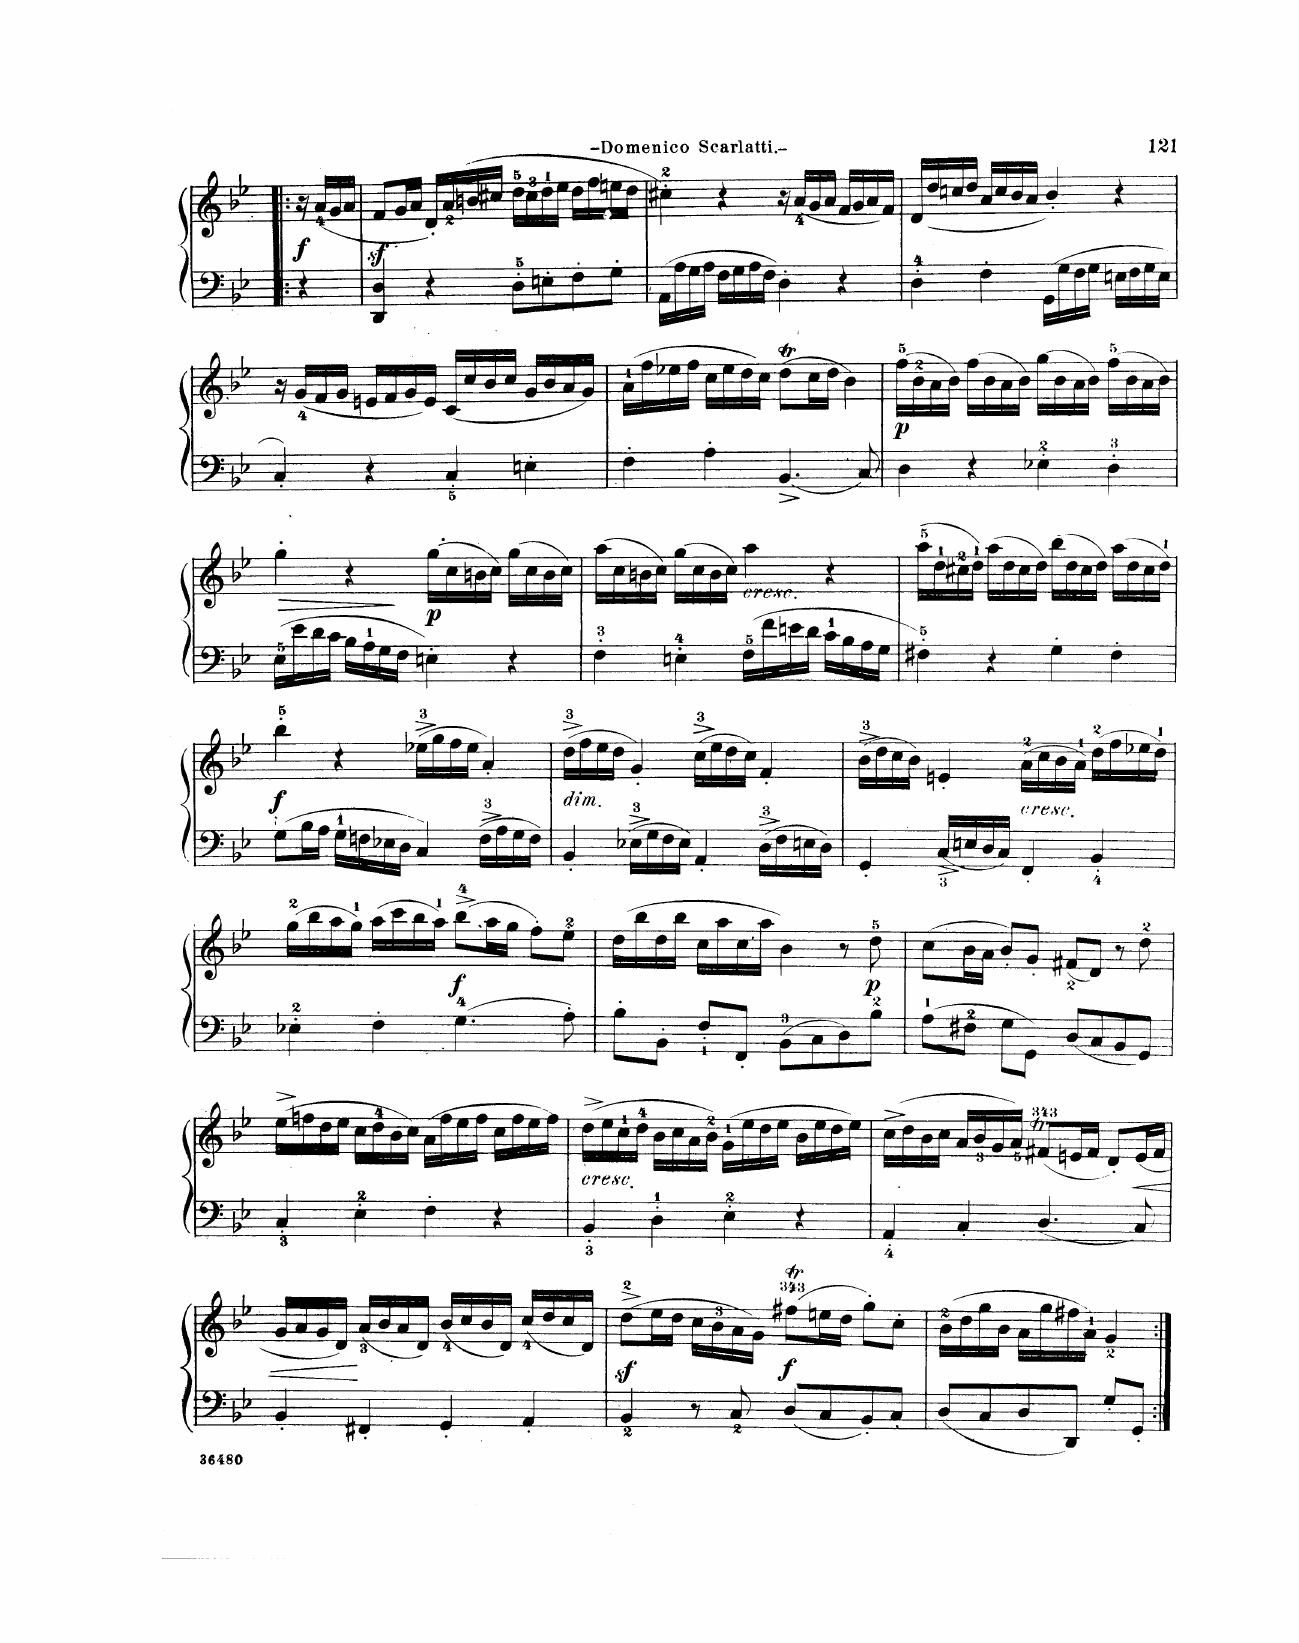 -Domenico Scarlatti.- 121
f sf
p
p cresc.
f dim. cresc.
f p
cresc.
sf f
36480